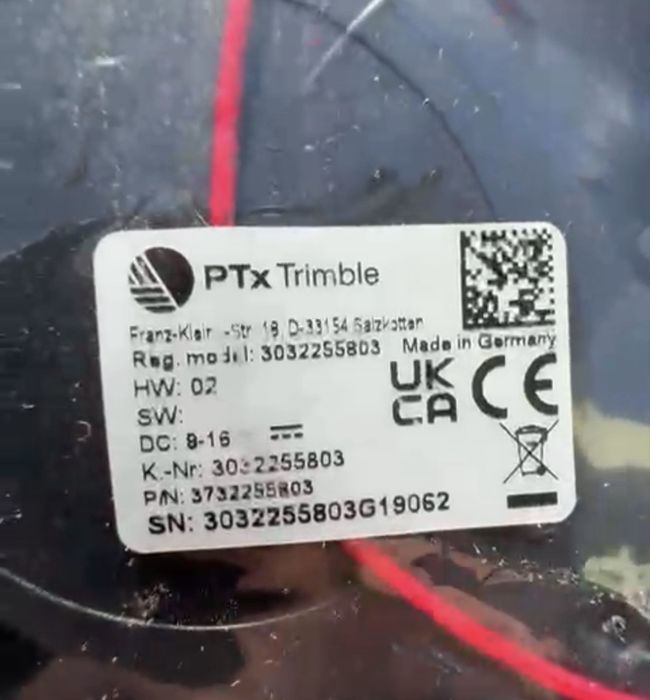 PTx Trimble
Franz-Kleir -Str 18, D-33154 Salzkotten
Reg. model: 3032255803 Made in Germany
HW: 02
UK
CA
CE
SW:
DC: 9-16
K.-Nr: 3032255803
P/N: 3732255803
SN: 3032255803G19062